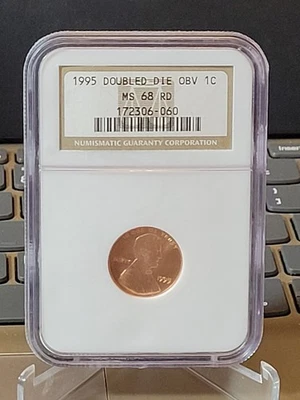 1995 DOUBLED DIE OBV 1C
MS 68 RD
172306-060
NUMISMATIC GUARANTY CORPORATION